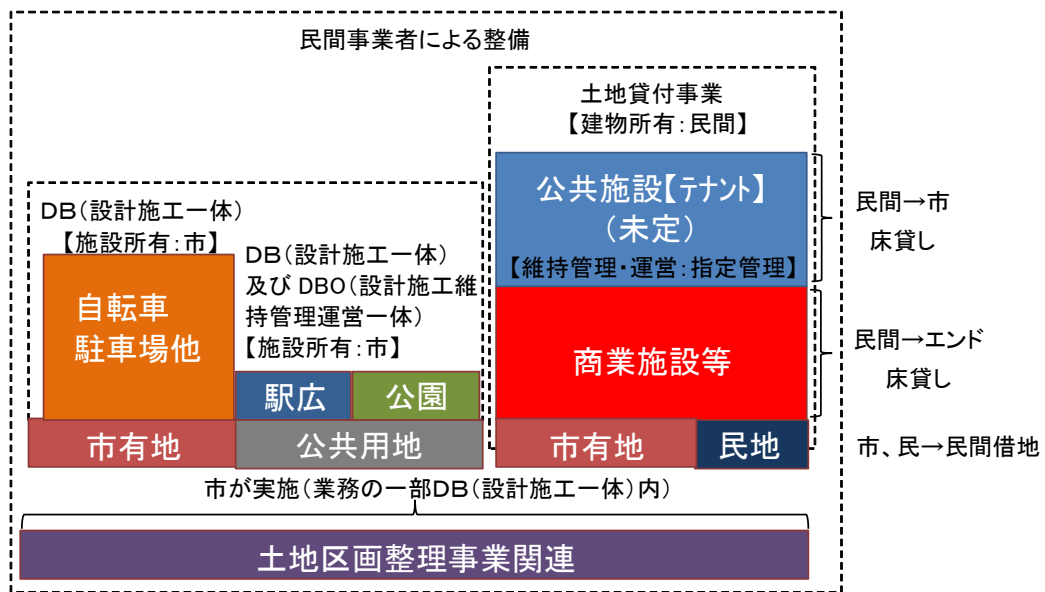 民間事業者による整備
土地貸付事業
【建物所有:民間】
公共施設【テナント】
(未定)
【維持管理・運営:指定管理】
民間→市
床貸し
DB(設計施工一体)
【施設所有:市】
自転車
駐車場他
DB(設計施工一体)
及び DBO(設計施工維
持管理運営一体)
【施設所有:市】
駅広
公園
商業施設等
民間→エンド
床貸し
市有地
公共用地
市有地
民地
市、民→民間借地
市が実施(業務の一部DB(設計施工一体)内)
土地区画整理事業関連